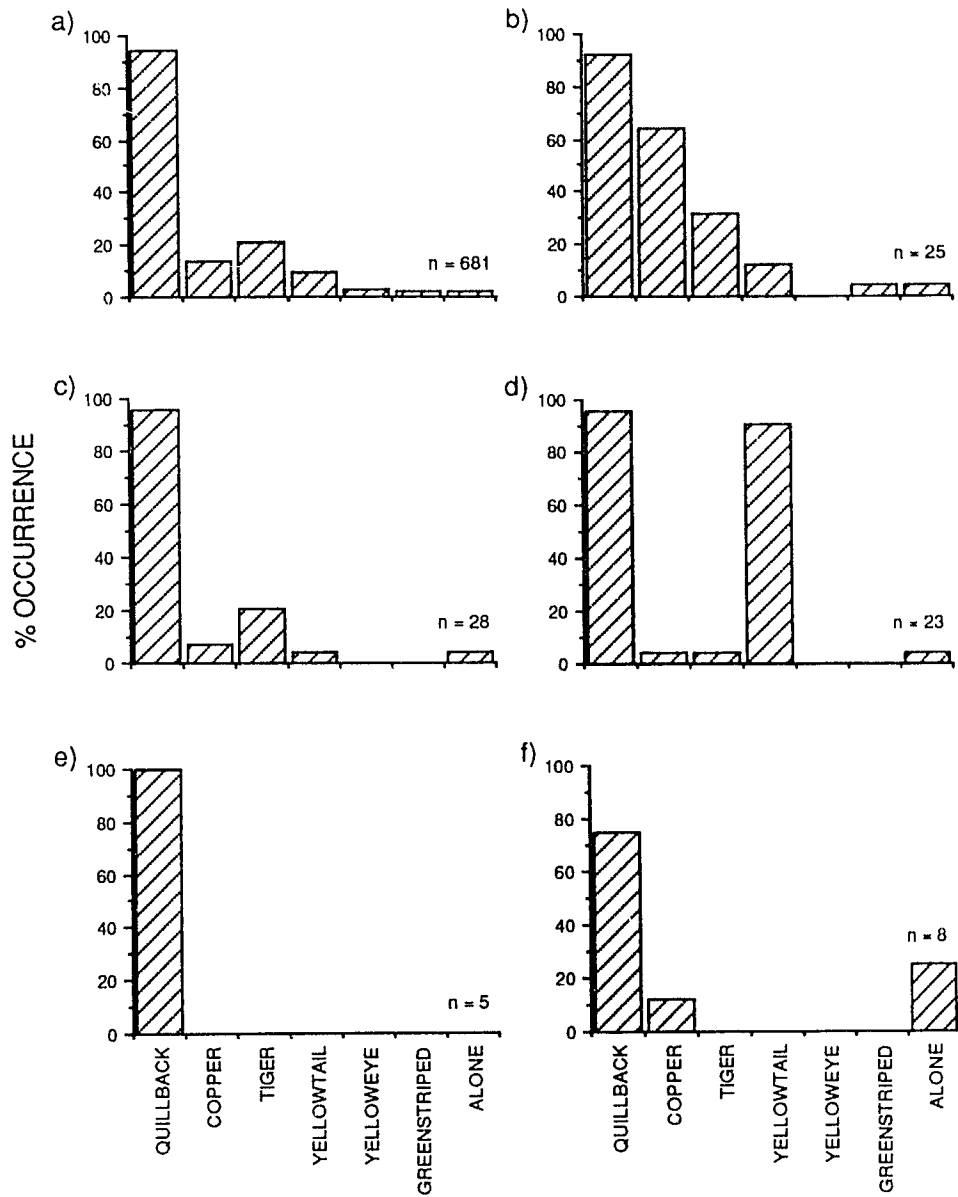 a)
100
80
60
40
20
0
n = 681
b)
100
80
60
40
20
0
n = 25
% OCCURRENCE
c)
100
80
60
40
20
0
n = 28
d)
100
80
60
40
20
0
n = 23
e)
100
80
60
40
20
0
n = 5
QUILLBACK
COPPER
TIGER
YELLOWTAIL
YELLOWEYE
GREENSTRIPED
ALONE
f)
100
80
60
40
20
0
n = 8
QUILLBACK
COPPER
TIGER
YELLOWTAIL
YELLOWEYE
GREENSTRIPED
ALONE